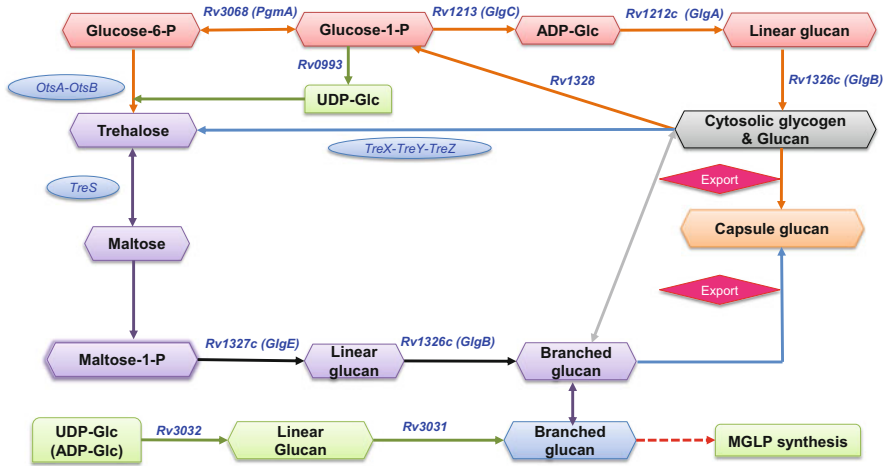 Rv3068 (PgmA)
Rv1213 (GlgC)
Rv1212c (GlgA)
Glucose-6-P
Glucose-1-P
ADP-Glc
Linear glucan
Rv0993
Rv1328
Rv1326c (GlgB)
OtsA-OtsB
UDP-Glc
Trehalose
Cytosolic glycogen
& Glucan
TreX-TreY-TreZ
TreS
Export
Maltose
Capsule glucan
Export
Rv1327c (GlgE)
Rv1326c (GlgB)
Maltose-1-P
Linear
glucan
Branched
glucan
UDP-Glc
(ADP-Glc)
Rv3032
Linear
Glucan
Rv3031
Branched
glucan
MGLP synthesis